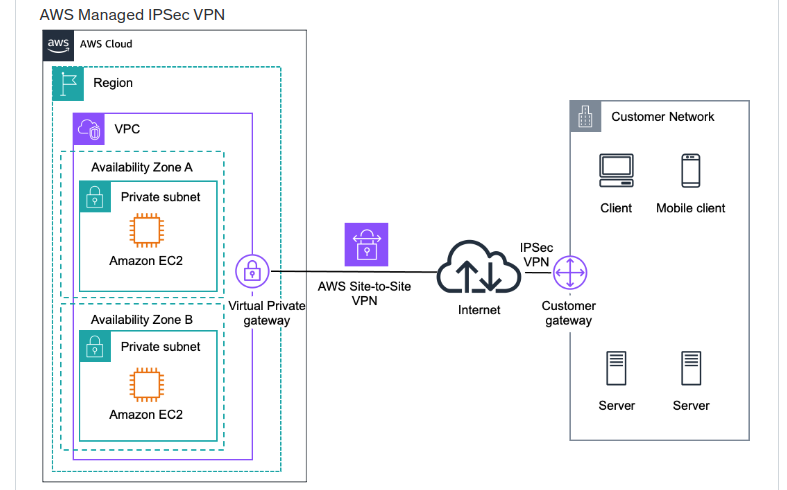 AWS Managed IPSec VPN
aws
AWS Cloud
Region
VPC
Availability Zone A
Private subnet
Amazon EC2
Virtual Private
gateway
Availability Zone B
Private subnet
Amazon EC2
AWS Site-to-Site
VPN
Internet
IPSec
VPN
Customer
gateway
Customer Network
Client
Mobile client
Server
Server